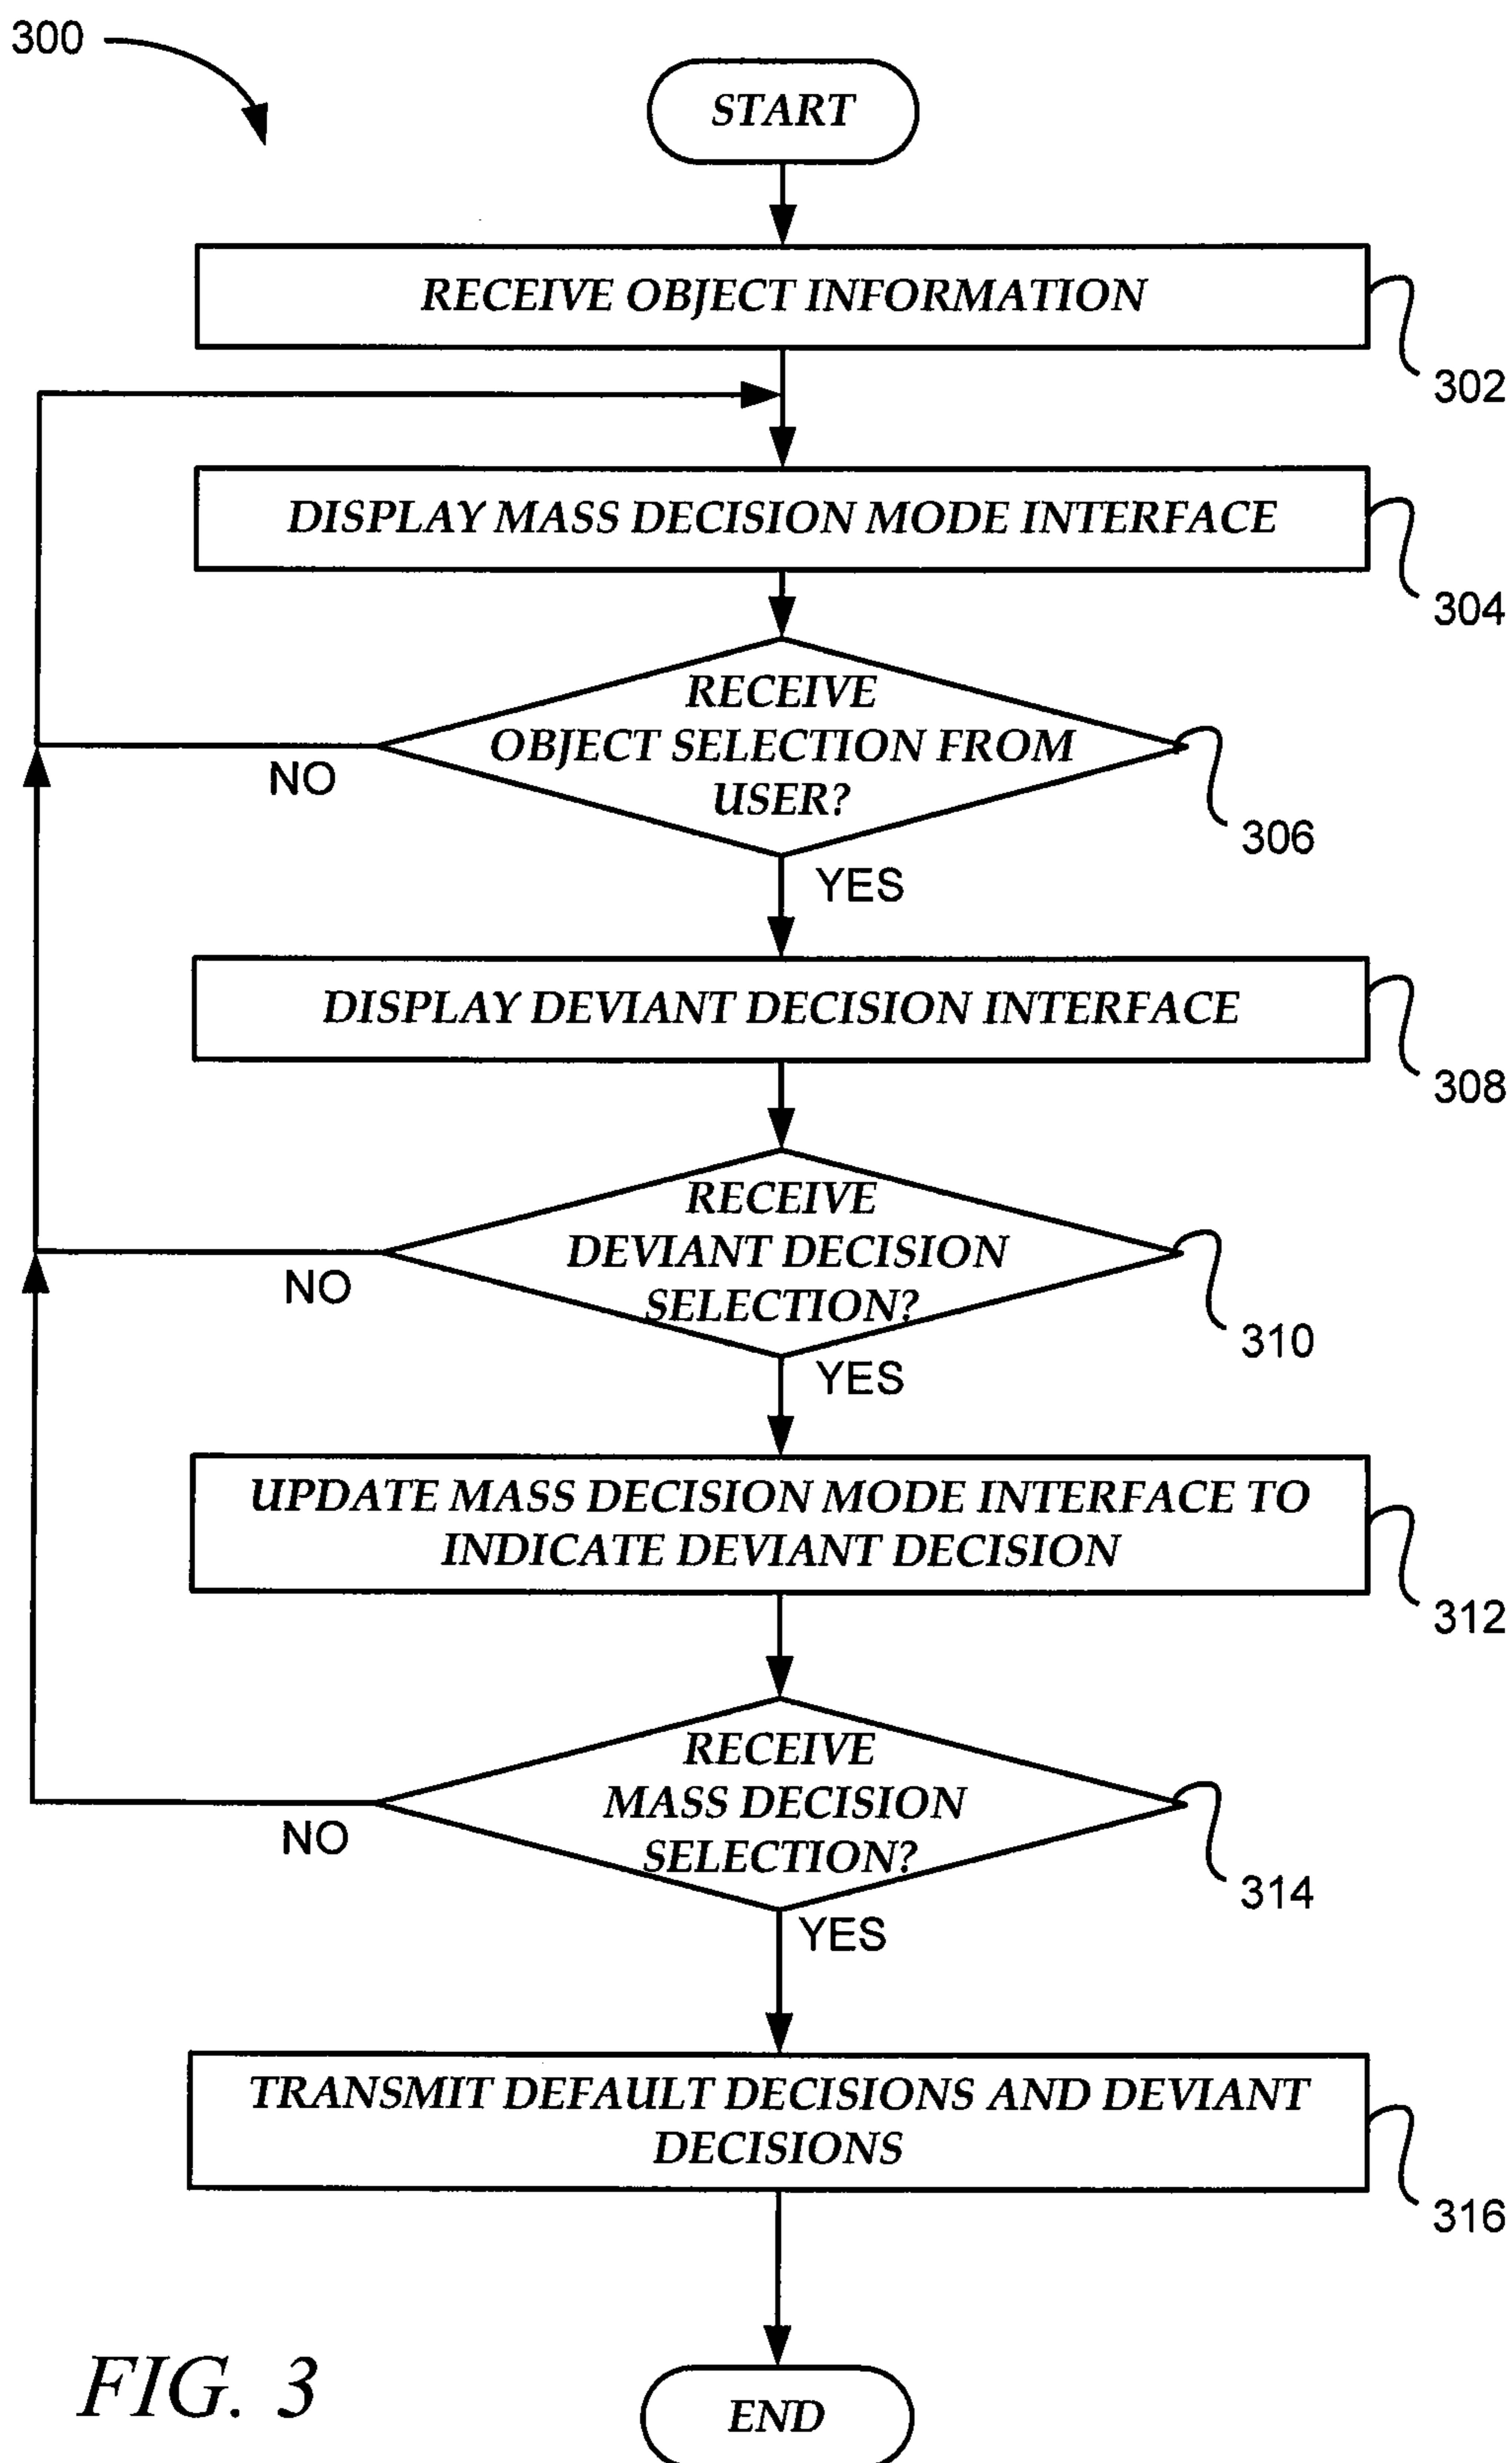 300
START
RECEIVE OBJECT INFORMATION
302
DISPLAY MASS DECISION MODE INTERFACE
304
RECEIVE
OBJECT SELECTION FROM
USER?
306
NO
YES
DISPLAY DEVIANT DECISION INTERFACE
308
RECEIVE
DEVIANT DECISION
SELECTION?
310
NO
YES
UPDATE MASS DECISION MODE INTERFACE TO
INDICATE DEVIANT DECISION
312
RECEIVE
MASS DECISION
SELECTION?
314
NO
YES
TRANSMIT DEFAULT DECISIONS AND DEVIANT
DECISIONS
316
END
FIG. 3